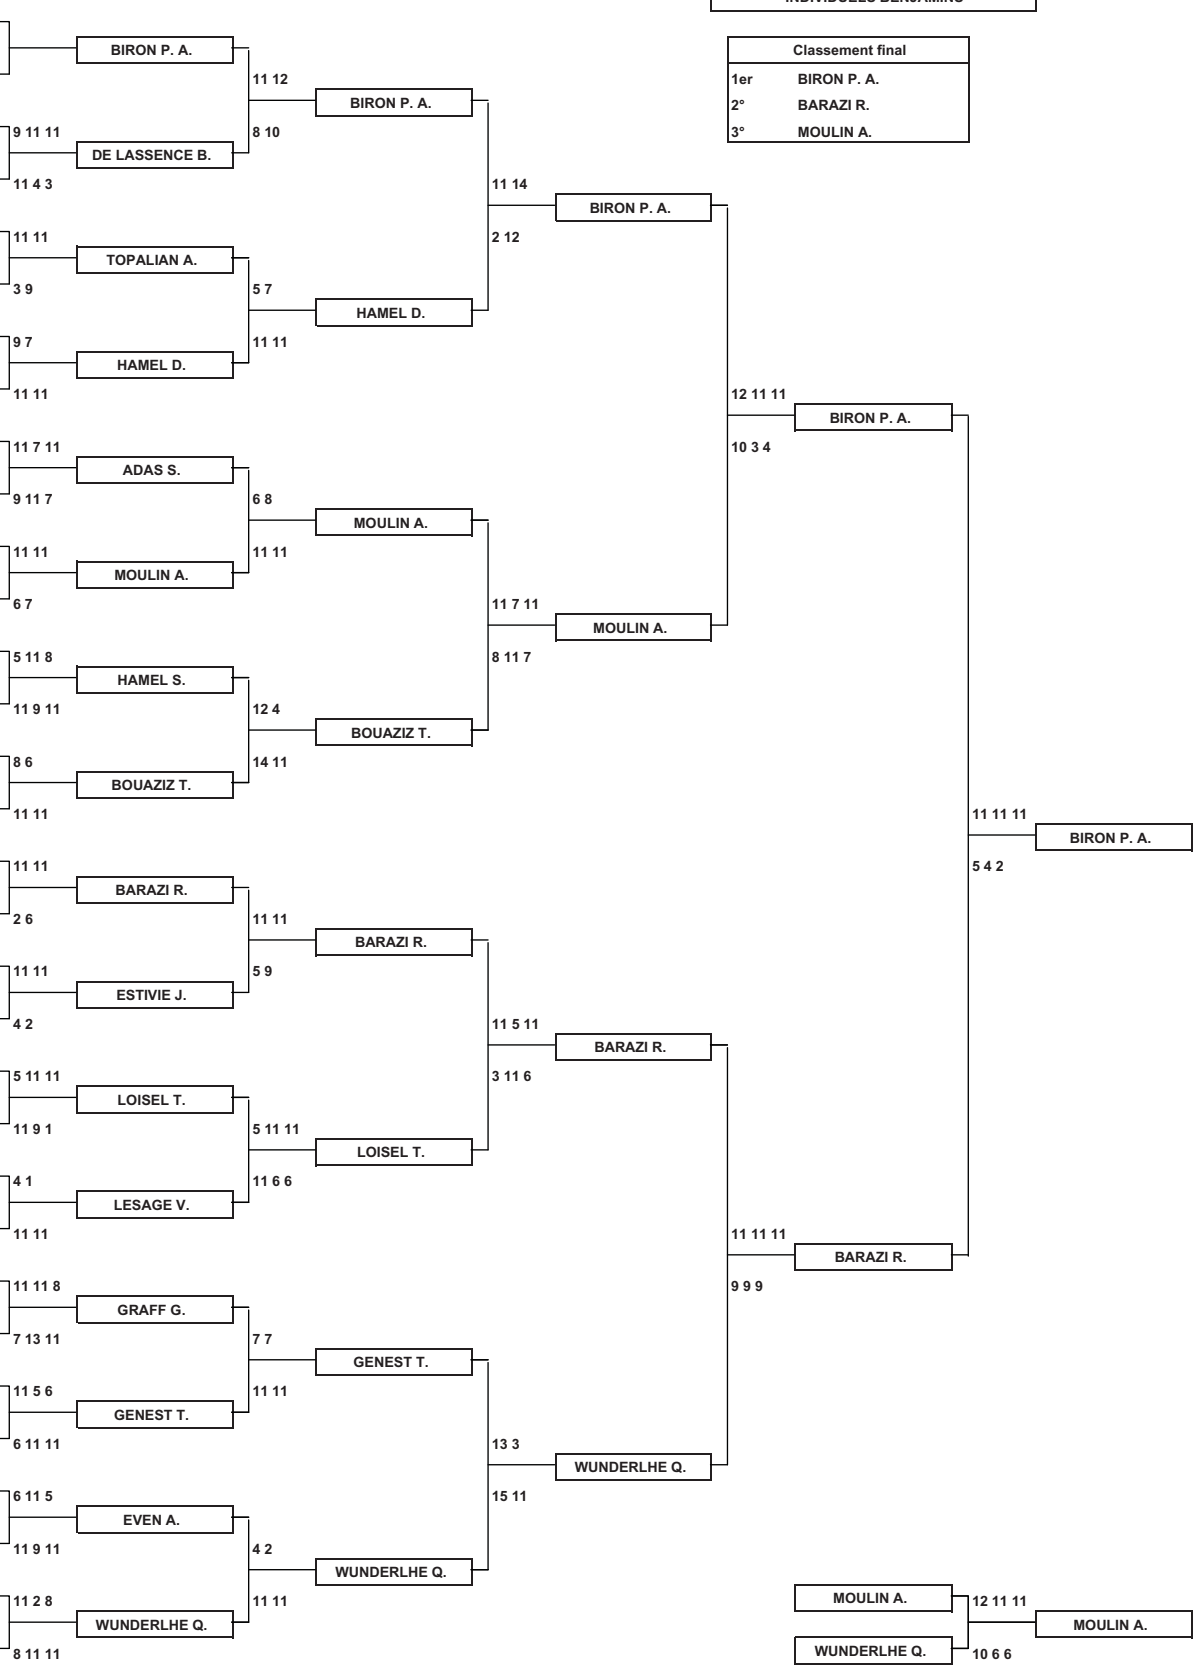 INDIVIDUELS BENJAMINS
Classement final
1er BIRON P. A.
2° BARAZI R.
3° MOULIN A.
BIRON P. A.
11 12
BIRON P. A.
9 11 11
8 10
DE LASSENCE B.
11 4 3
11 14
BIRON P. A.
11 11
2 12
TOPALIAN A.
3 9
5 7
HAMEL D.
9 7
11 11
HAMEL D.
11 11
12 11 11
BIRON P. A.
11 7 11
10 3 4
ADAS S.
9 11 7
6 8
MOULIN A.
11 11
11 11
MOULIN A.
6 7
11 7 11
MOULIN A.
5 11 8
8 11 7
HAMEL S.
11 9 11
12 4
BOUAZIZ T.
8 6
14 11
BOUAZIZ T.
11 11
11 11 11
BIRON P. A.
11 11
5 4 2
BARAZI R.
2 6
11 11
BARAZI R.
11 11
5 9
ESTIVIE J.
4 2
11 5 11
BARAZI R.
5 11 11
3 11 6
LOISEL T.
11 9 1
5 11 11
LOISEL T.
4 1
11 6 6
LESAGE V.
11 11
11 11 11
BARAZI R.
11 11 8
9 9 9
GRAFF G.
7 13 11
7 7
GENEST T.
11 5 6
11 11
GENEST T.
6 11 11
13 3
WUNDERLHE Q.
6 11 5
15 11
EVEN A.
11 9 11
4 2
WUNDERLHE Q.
11 2 8
11 11
WUNDERLHE Q.
8 11 11
MOULIN A.
12 11 11
MOULIN A.
WUNDERLHE Q.
10 6 6